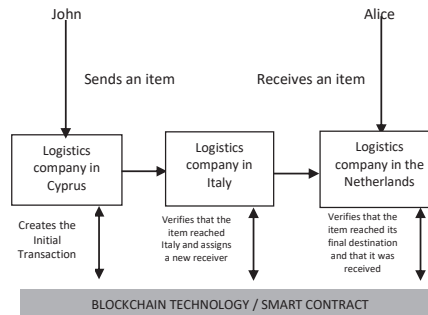 John
Alice
Sends an item
Receives an item
Logistics
company in
Cyprus
Logistics
company in
Italy
Logistics
company in the
Netherlands
Creates the
Initial
Transaction
Verifies that the
item reached
Italy and assigns
a new receiver
Verifies that the
item reached its
final destination
and that it was
received
BLOCKCHAIN TECHNOLOGY / SMART CONTRACT